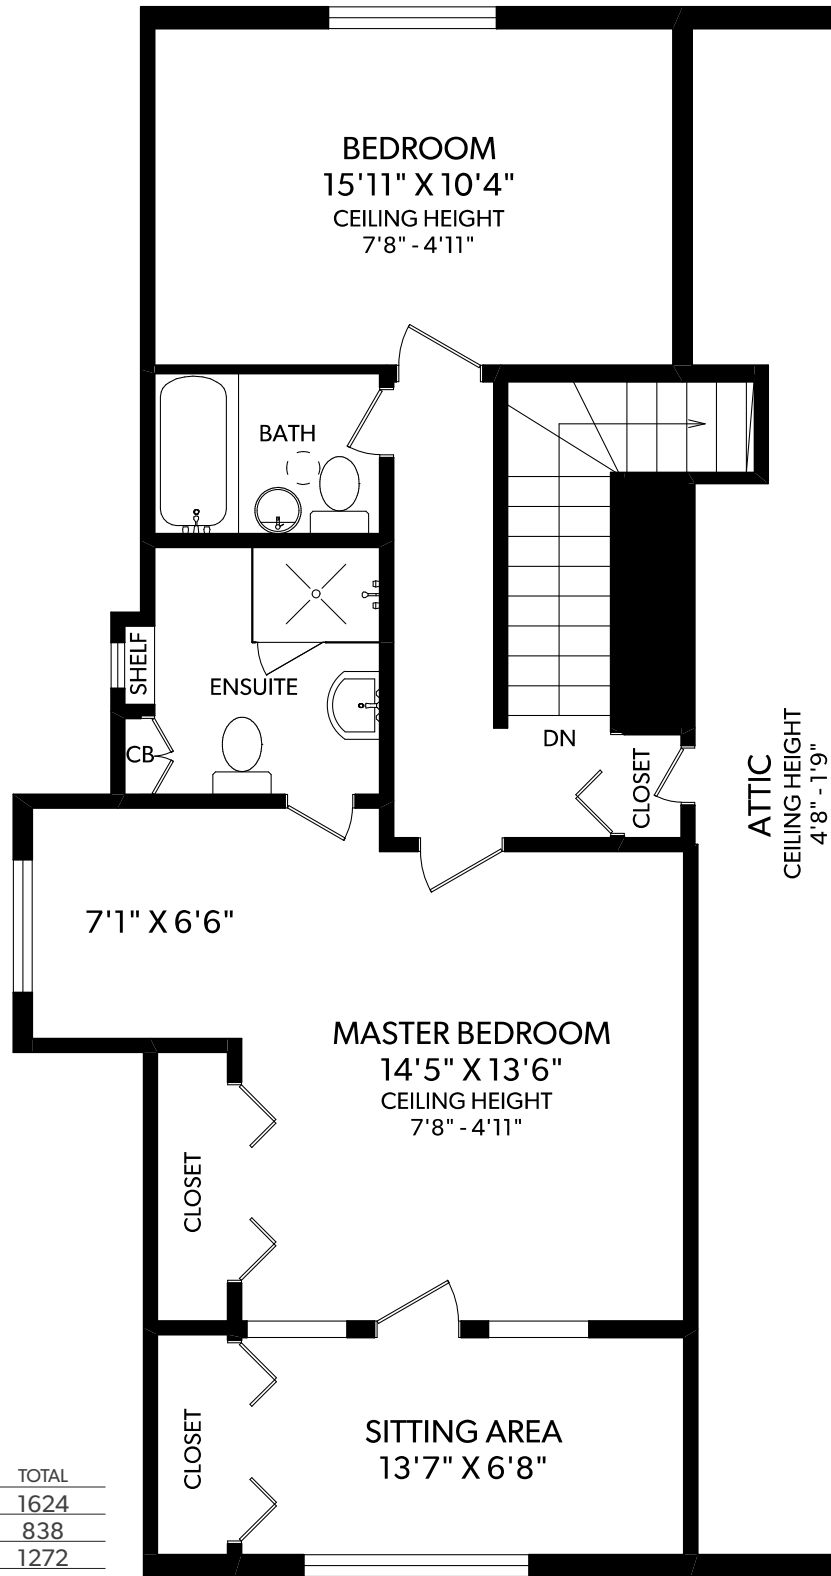 BEDROOM
15'11" X 10'4"
CEILING HEIGHT
7'8" - 4'11"
BATH
SHELF
ENSUITE
CB
DN
CLOSET
ATTIC
CEILING HEIGHT
4'8" - 1'9"
7'1" X 6'6"
MASTER BEDROOM
14'5" X 13'6"
CEILING HEIGHT
7'8" - 4'11"
CLOSET
SITTING AREA
13'7" X 6'8"
CLOSET
TOTAL
1624
838
1272